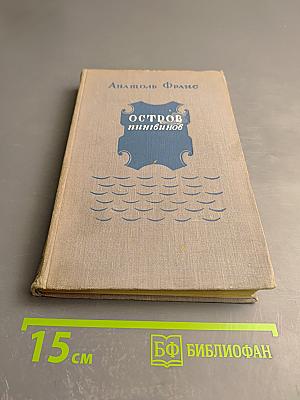 Анатоль Франс
ОСТРОВ
пингвинов
15 см
БФ БИБЛИОФАН